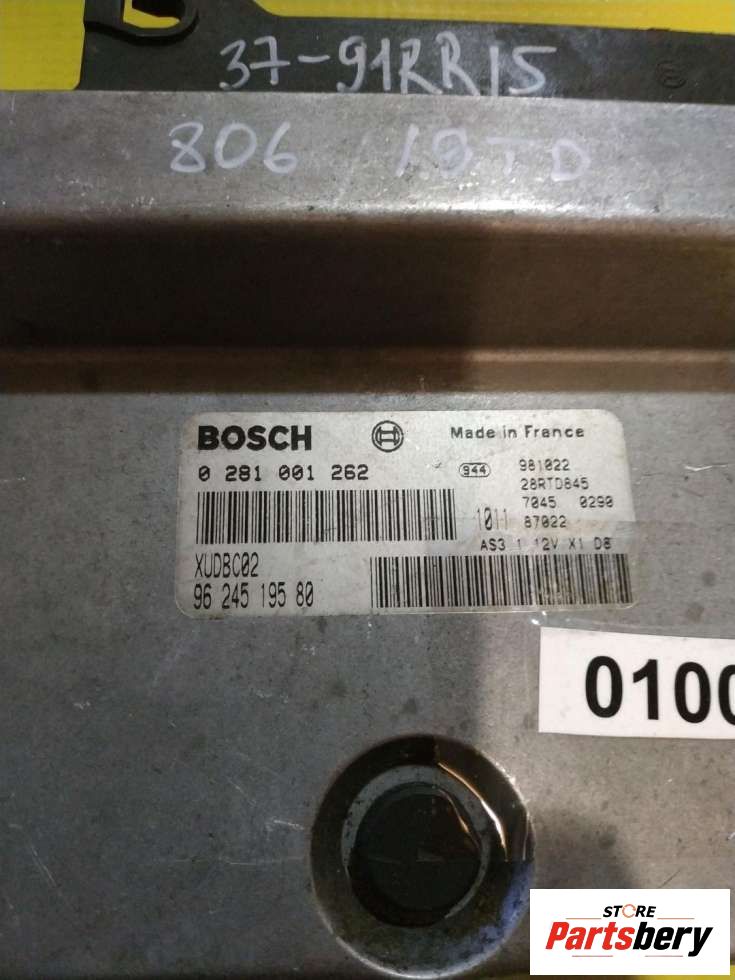 37-91RR15
806 1.9TD
BOSCH Made in France
0 281 001 262 944 981022
28RTD845
7045 0290
1011 87022
AS3 1 12V X1 D8
XUDBC02
96 245 195 80
0100
STORE
Partsbery